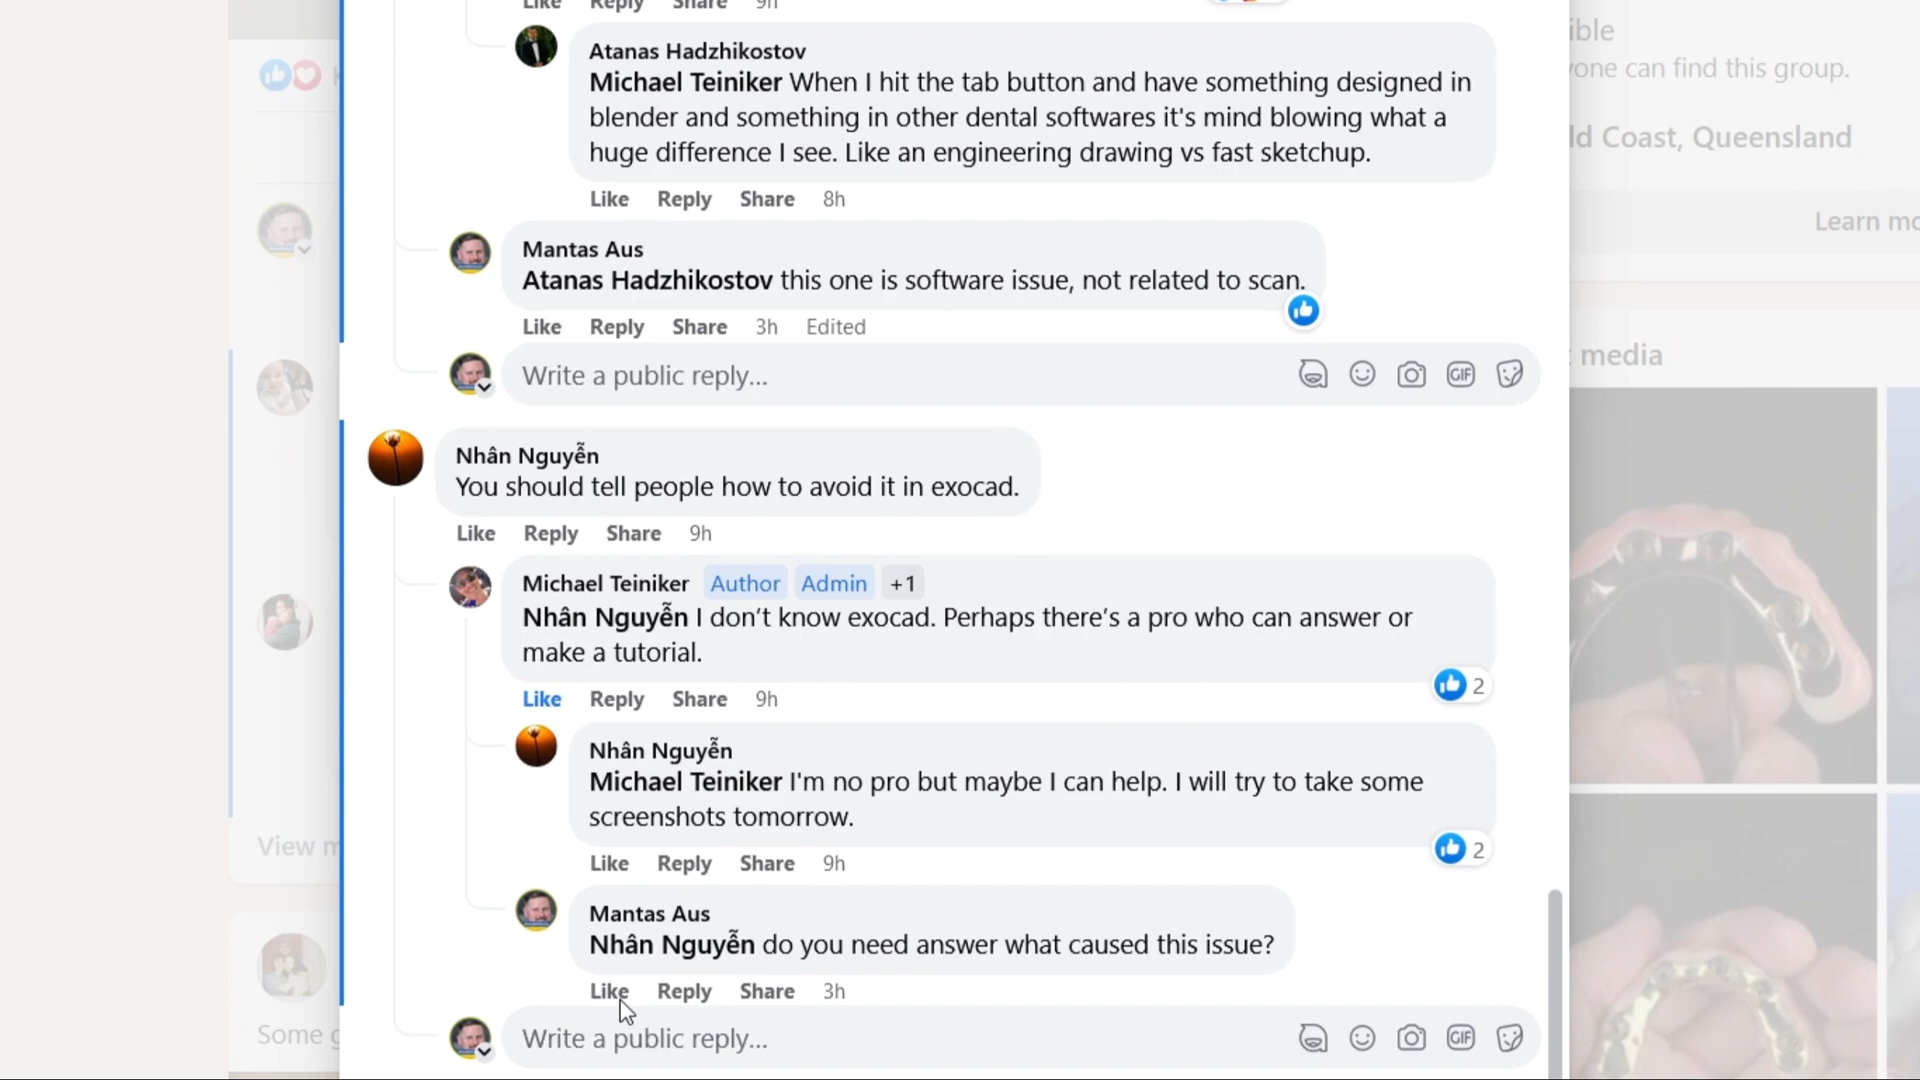 Like Reply Share 9h
Atanas Hadzhikostov
Michael Teiniker When I hit the tab button and have something designed in
blender and something in other dental softwares it's mind blowing what a
huge difference I see. Like an engineering drawing vs fast sketchup.
Like Reply Share 8h
Mantas Aus
Atanas Hadzhikostov this one is software issue, not related to scan.
Like Reply Share 3h Edited
Write a public reply...
GIF
Nhân Nguyễn
You should tell people how to avoid it in exocad.
Like Reply Share 9h
Michael Teiniker Author Admin +1
Nhân Nguyễn I don’t know exocad. Perhaps there’s a pro who can answer or
make a tutorial.
2
Like Reply Share 9h
Nhân Nguyễn
Michael Teiniker I'm no pro but maybe I can help. I will try to take some
screenshots tomorrow.
2
Like Reply Share 9h
Mantas Aus
Nhân Nguyễn do you need answer what caused this issue?
Like Reply Share 3h
Write a public reply...
GIF
View m
Some g
ible
one can find this group.
ld Coast, Queensland
Learn mo
media